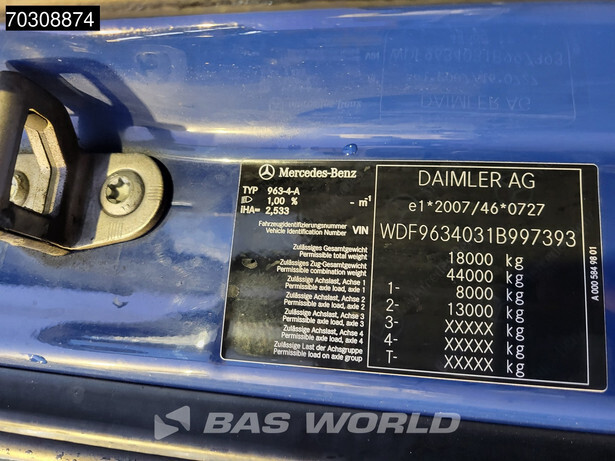 70308874
Mercedes-Benz
TYP 963-4-A
1,00 % - m⁻¹
iHA= 2,533
DAIMLER AG
e1*2007/46*0727
Fahrzeugidentifizierungsnummer
Vehicle Identification Number VIN WDF9634031B997393
Zulässiges Gesamtgewicht
Permissible total weight 18000 kg
Zulässiges Zug-Gesamtgewicht
Permissible combination weight 44000 kg
Zulässige Achslast, Achse 1
Permissible axle load, axle 1 1- 8000 kg
Zulässige Achslast, Achse 2
Permissible axle load, axle 2 2- 13000 kg
Zulässige Achslast, Achse 3
Permissible axle load, axle 3 3- XXXXX kg
Zulässige Achslast, Achse 4
Permissible axle load, axle 4 4- XXXXX kg
Zulässige Last der Achsgruppe
Permissible load on axle group T- XXXXX kg
A 000 584 98 01
BAS WORLD